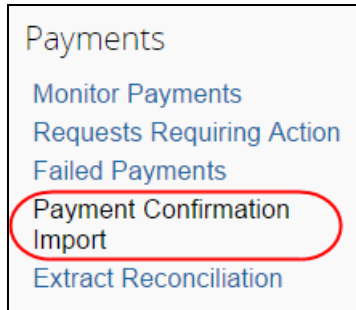 Payments
Monitor Payments
Requests Requiring Action
Failed Payments
Payment Confirmation
Import
Extract Reconciliation